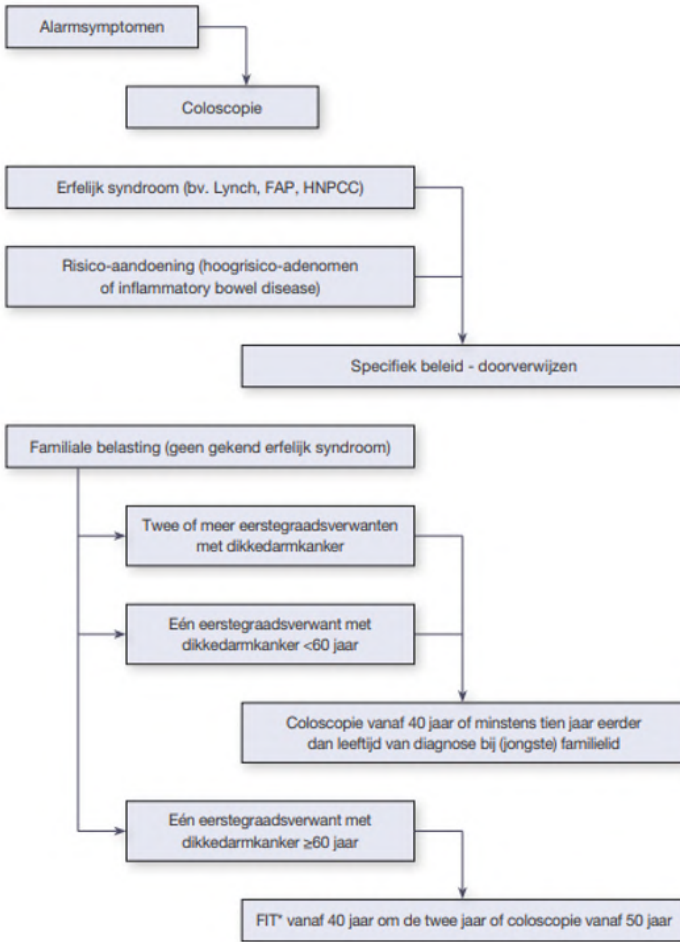 Alarmsymptomen
Coloscopie
Erfelijk syndroom (bv. Lynch, FAP, HNPCC)
Risico-aandoening (hoogrisico-adenomen
of inflammatory bowel disease)
Specifiek beleid - doorverwijzen
Familiale belasting (geen gekend erfelijk syndroom)
Twee of meer eerstegraadsverwanten
met dikkedarmkanker
Eén eerstegraadsverwant met
dikkedarmkanker <60 jaar
Coloscopie vanaf 40 jaar of minstens tien jaar eerder
dan leeftijd van diagnose bij (jongste) familielid
Eén eerstegraadsverwant met
dikkedarmkanker ≥60 jaar
FIT* vanaf 40 jaar om de twee jaar of coloscopie vanaf 50 jaar